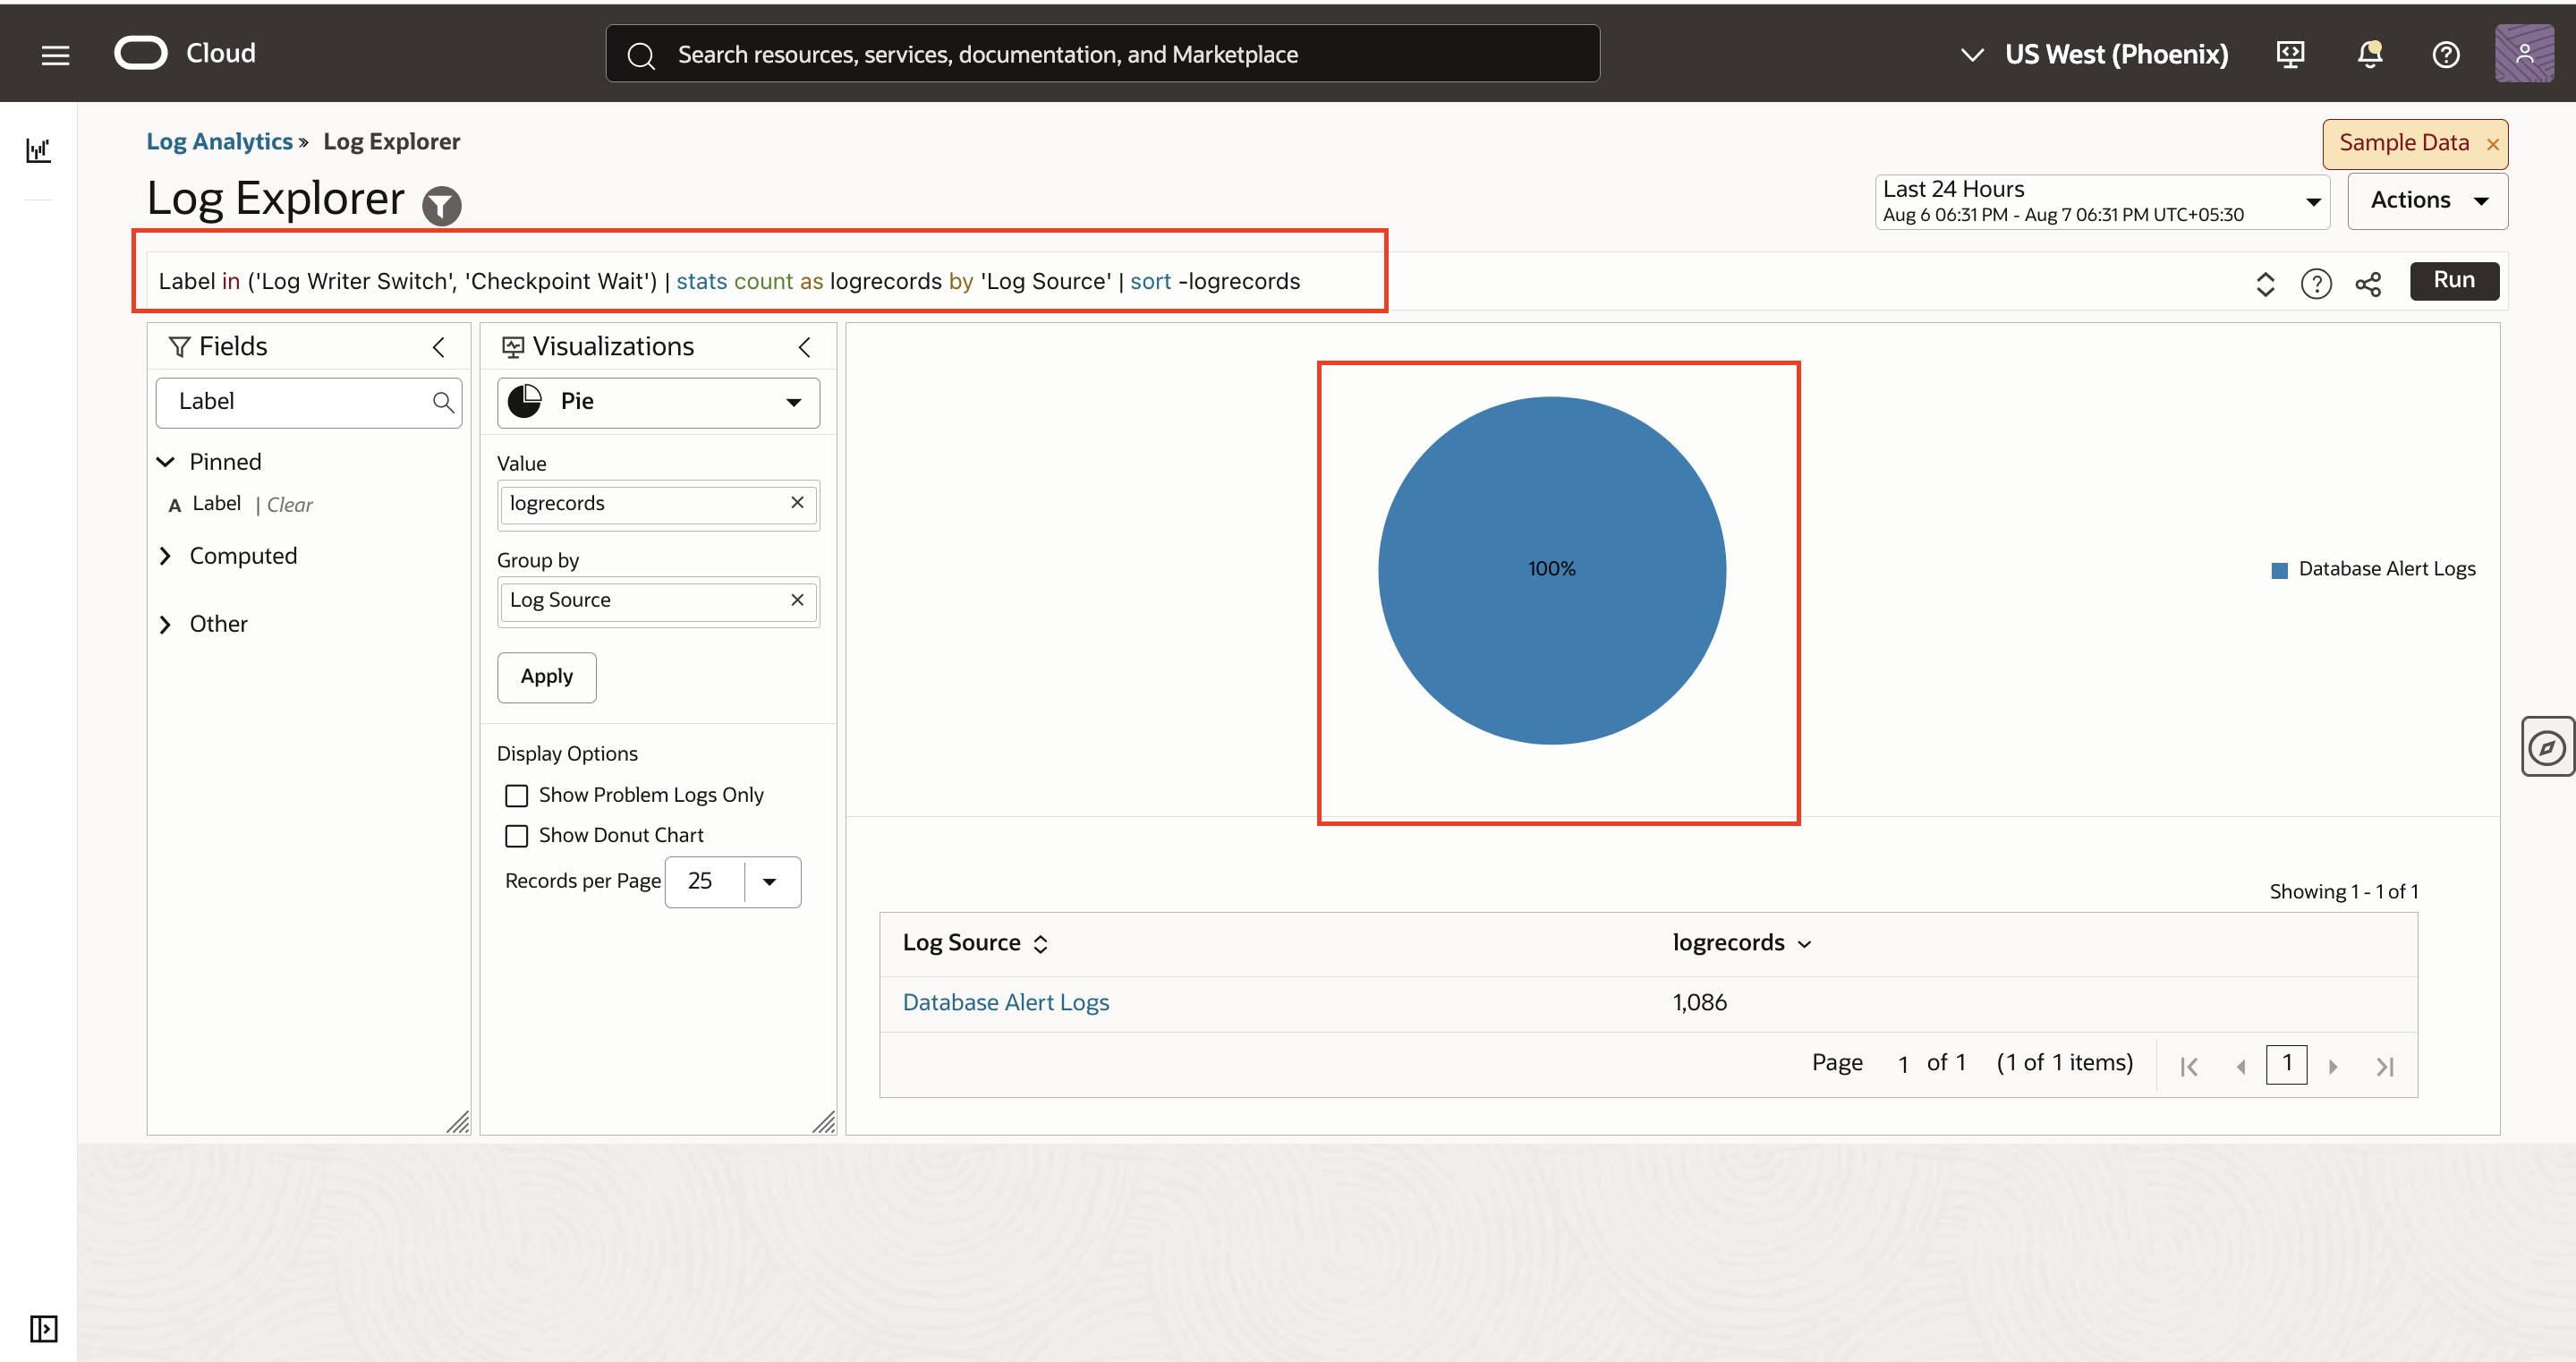 Cloud
Search resources, services, documentation, and Marketplace
US West (Phoenix)
Log Analytics » Log Explorer
Sample Data ×
Log Explorer
Last 24 Hours
Aug 6 06:31 PM - Aug 7 06:31 PM UTC+05:30
Actions
Label in ('Log Writer Switch', 'Checkpoint Wait') | stats count as logrecords by 'Log Source' | sort -logrecords
Run
Fields
Label
Pinned
A Label | Clear
Computed
Other
Visualizations
Pie
Value
logrecords
Group by
Log Source
Apply
Display Options
Show Problem Logs Only
Show Donut Chart
Records per Page 25
100%
Database Alert Logs
Showing 1 - 1 of 1
Log Source logrecords
Database Alert Logs 1,086
Page 1 of 1 (1 of 1 items) 1